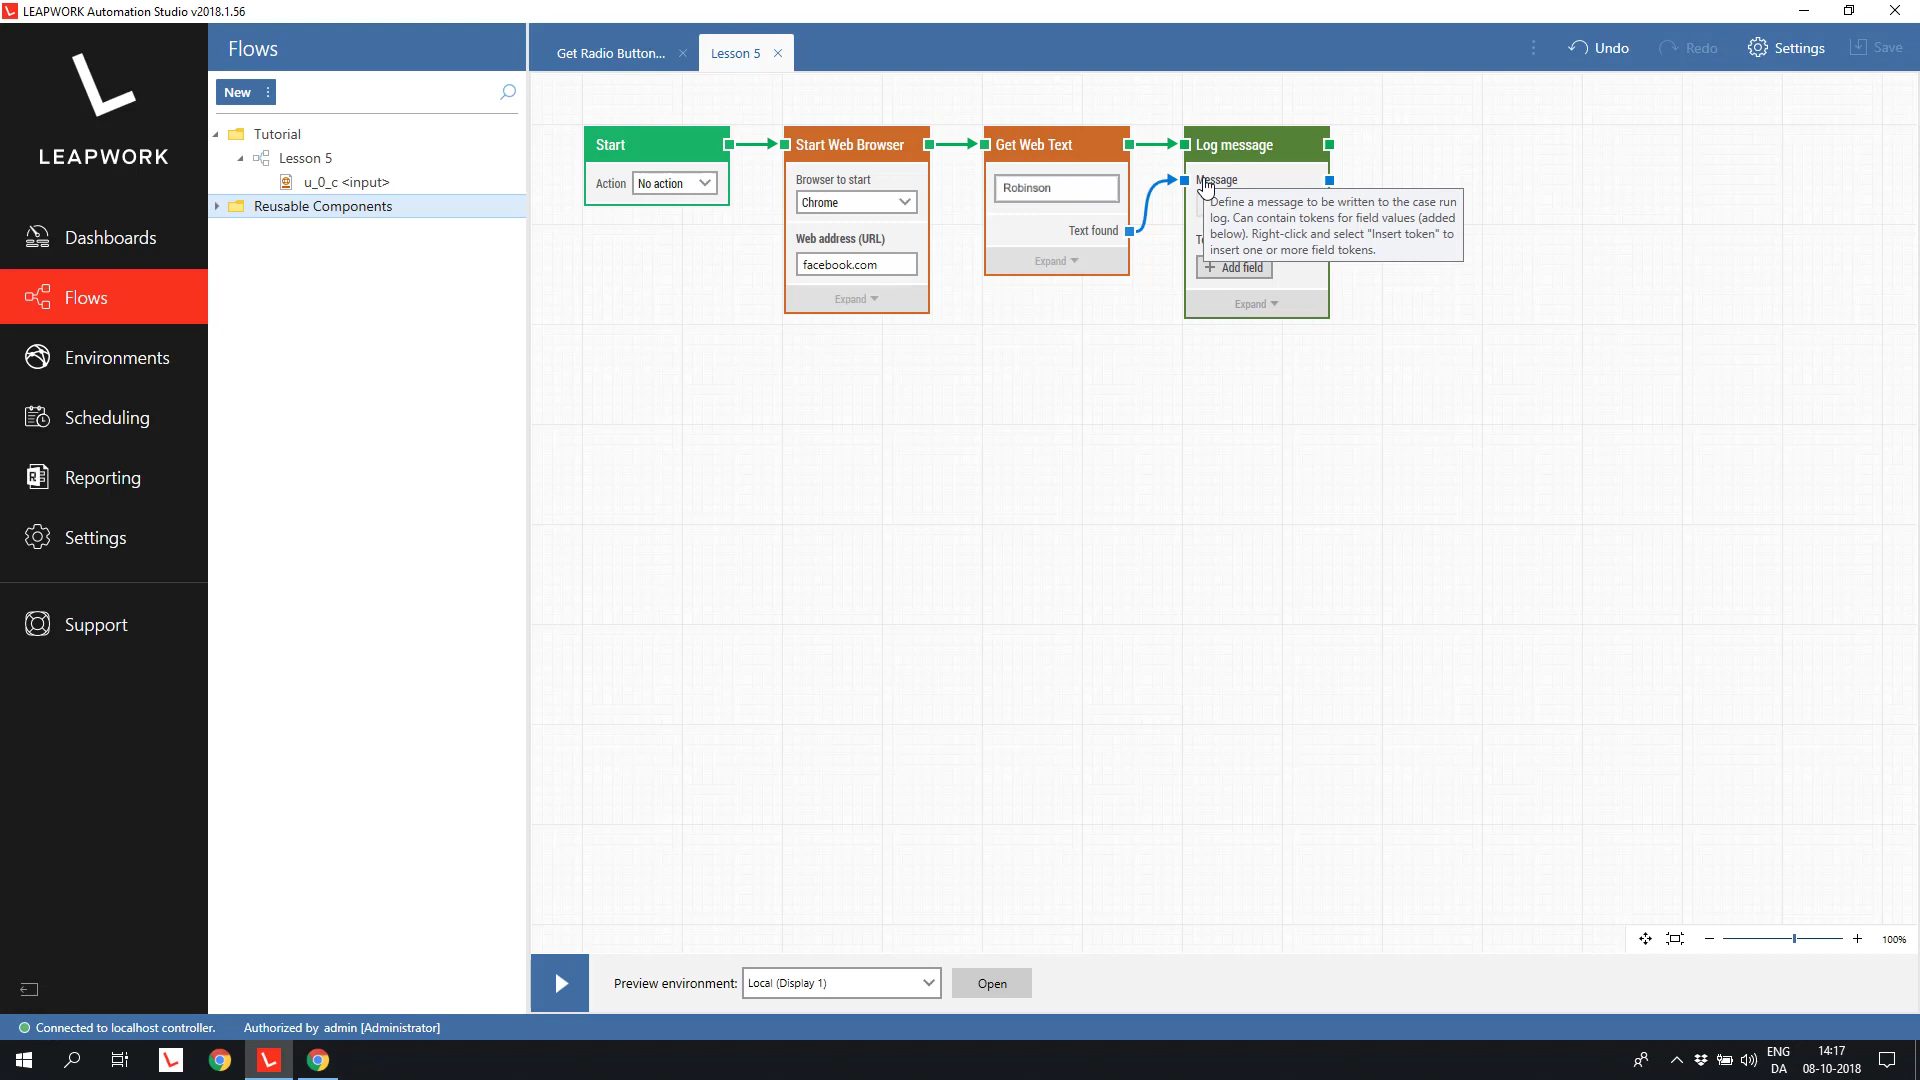 LEAPWORK Automation Studio v2018.1.56
LEAPWORK
Dashboards
Flows
Environments
Scheduling
Reporting
Settings
Support
Flows
New
Tutorial
Lesson 5
u_0_c <input>
Reusable Components
Get Radio Button...
Lesson 5
Undo
Redo
Settings
Save
Start
Action
No action
Start Web Browser
Browser to start
Chrome
Web address (URL)
facebook.com
Expand
Get Web Text
Robinson
Text found
Expand
Log message
Message
Define a message to be written to the case run
log. Can contain tokens for field values (added
below). Right-click and select "Insert token" to
insert one or more field tokens.
Add field
Expand
100%
Preview environment:
Local (Display 1)
Open
Connected to localhost controller.
Authorized by admin [Administrator]
ENG
DA
14:17
08-10-2018